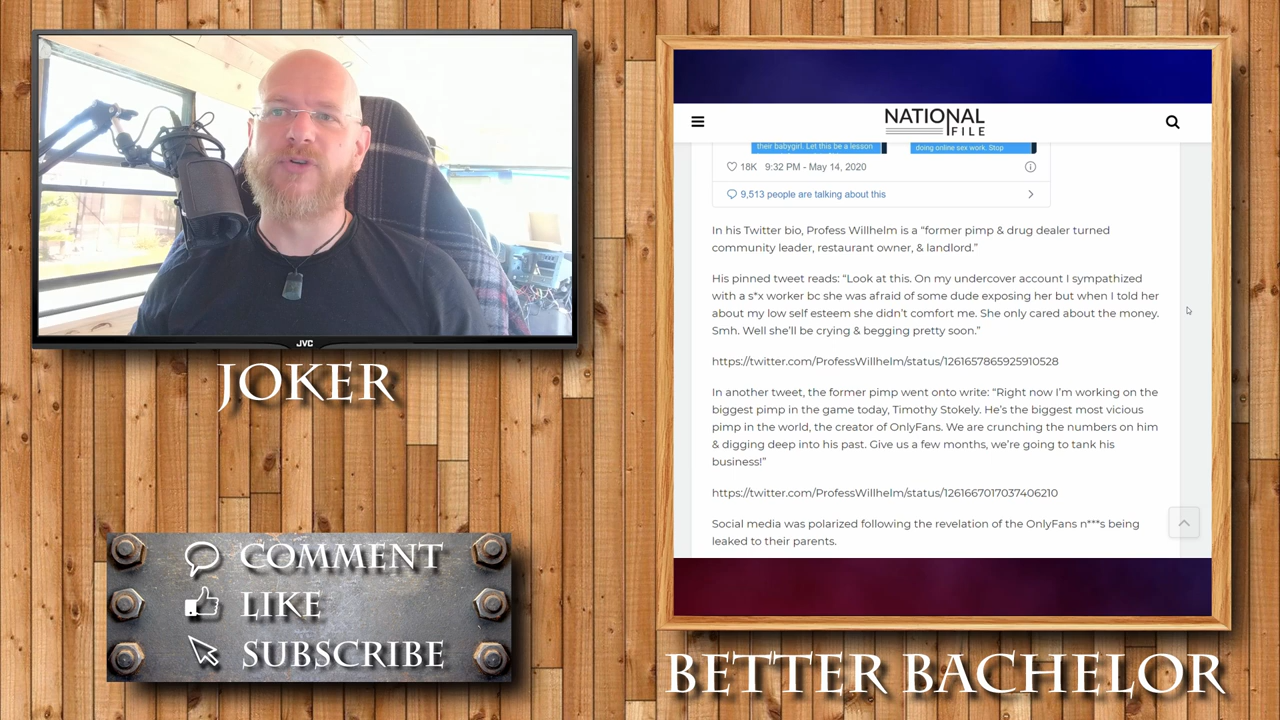 JVC
JOKER
COMMENT
LIKE
SUBSCRIBE
NATIONAL
FILE
their babygirl. Let this be a lesson
doing online sex work. Stop
18K 9:32 PM - May 14, 2020
9,513 people are talking about this
In his Twitter bio, Profess Willhelm is a “former pimp & drug dealer turned
community leader, restaurant owner, & landlord.”
His pinned tweet reads: “Look at this. On my undercover account I sympathized
with a s*x worker bc she was afraid of some dude exposing her but when I told her
about my low self esteem she didn’t comfort me. She only cared about the money.
Smh. Well she’ll be crying & begging pretty soon.”
https://twitter.com/ProfessWillhelm/status/1261657865925910528
In another tweet, the former pimp went onto write: “Right now I’m working on the
biggest pimp in the game today, Timothy Stokely. He’s the biggest most vicious
pimp in the world, the creator of OnlyFans. We are crunching the numbers on him
& digging deep into his past. Give us a few months, we’re going to tank his
business!”
https://twitter.com/ProfessWillhelm/status/1261667017037406210
Social media was polarized following the revelation of the OnlyFans n***s being
leaked to their parents.
BETTER BACHELOR